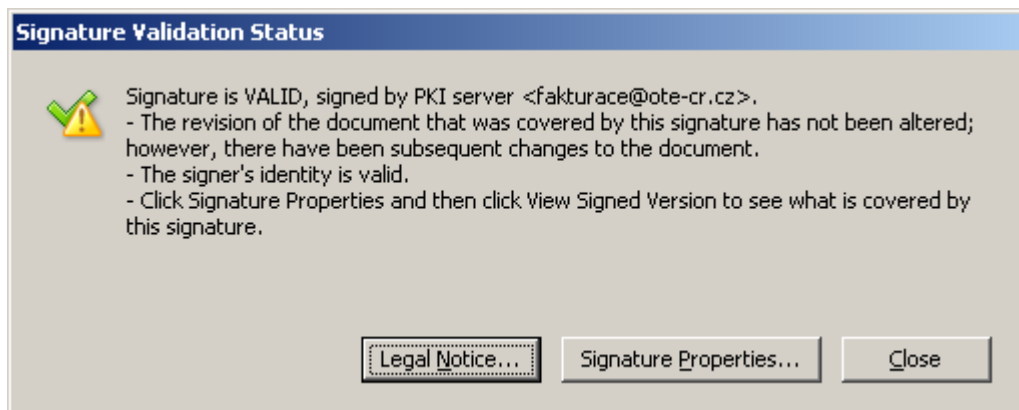 Signature Validation Status
Signature is VALID, signed by PKI server <fakturace@ote-cr.cz>.
- The revision of the document that was covered by this signature has not been altered;
however, there have been subsequent changes to the document.
- The signer's identity is valid.
- Click Signature Properties and then click View Signed Version to see what is covered by
this signature.
Legal Notice... Signature Properties... Close